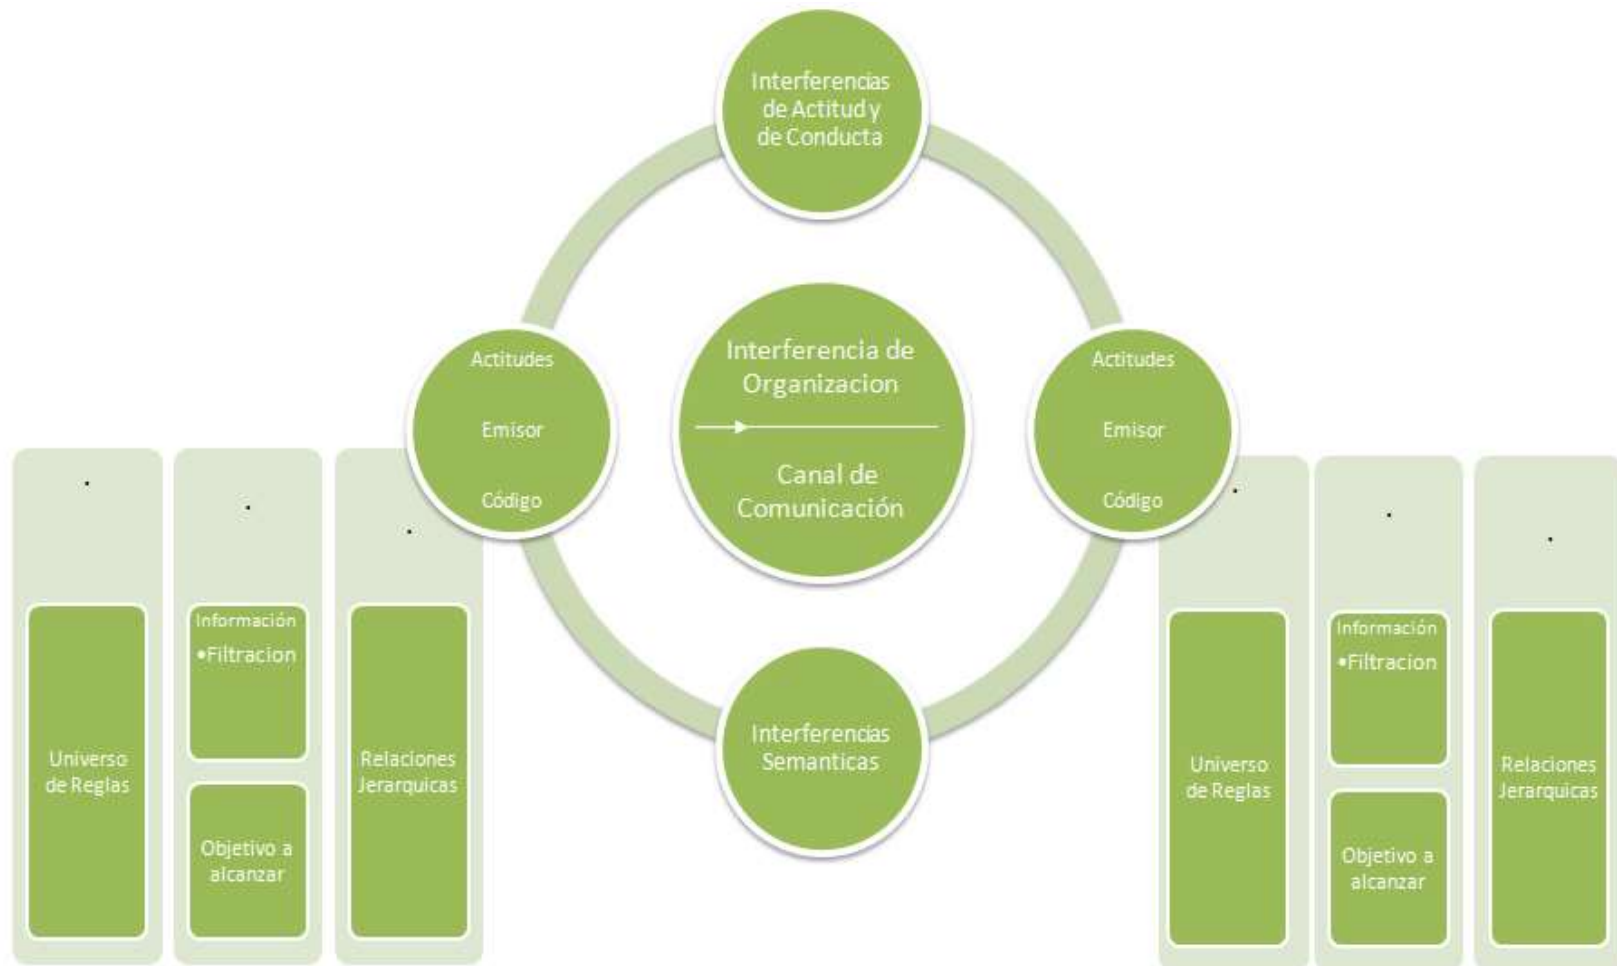 Interferencias
de Actitud y
de Conducta
Actitudes
Emisor
Código
Interferencia de
Organizacion
Canal de
Comunicación
Actitudes
Emisor
Código
Interferencias
Semanticas
Universo
de Reglas
Información
•Filtracion
Objetivo a
alcanzar
Relaciones
Jerarquicas
Universo
de Reglas
Información
•Filtracion
Objetivo a
alcanzar
Relaciones
Jerarquicas